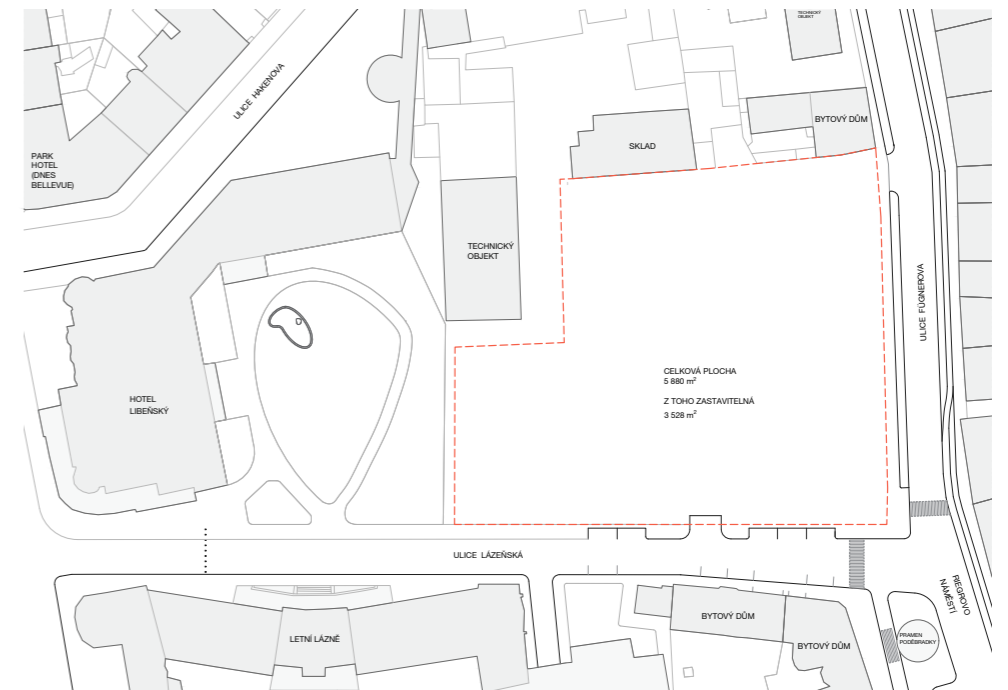 TECHNICKÝ
OBJEKT
ULICE HAKENOVA
PARK
HOTEL
(DNES
BELLEVUE)
SKLAD
BYTOVÝ DŮM
TECHNICKÝ
OBJEKT
ULICE FÜGNEROVA
CELKOVÁ PLOCHA
5 880 m²
Z TOHO ZASTAVITELNÁ
3 528 m²
HOTEL
LIBEŇSKÝ
ULICE LÁZEŇSKÁ
RIEGROVO
NÁMĚSTÍ
LETNÍ LÁZNĚ
BYTOVÝ DŮM
BYTOVÝ DŮM
PRAMEN
PODĚBRADKY